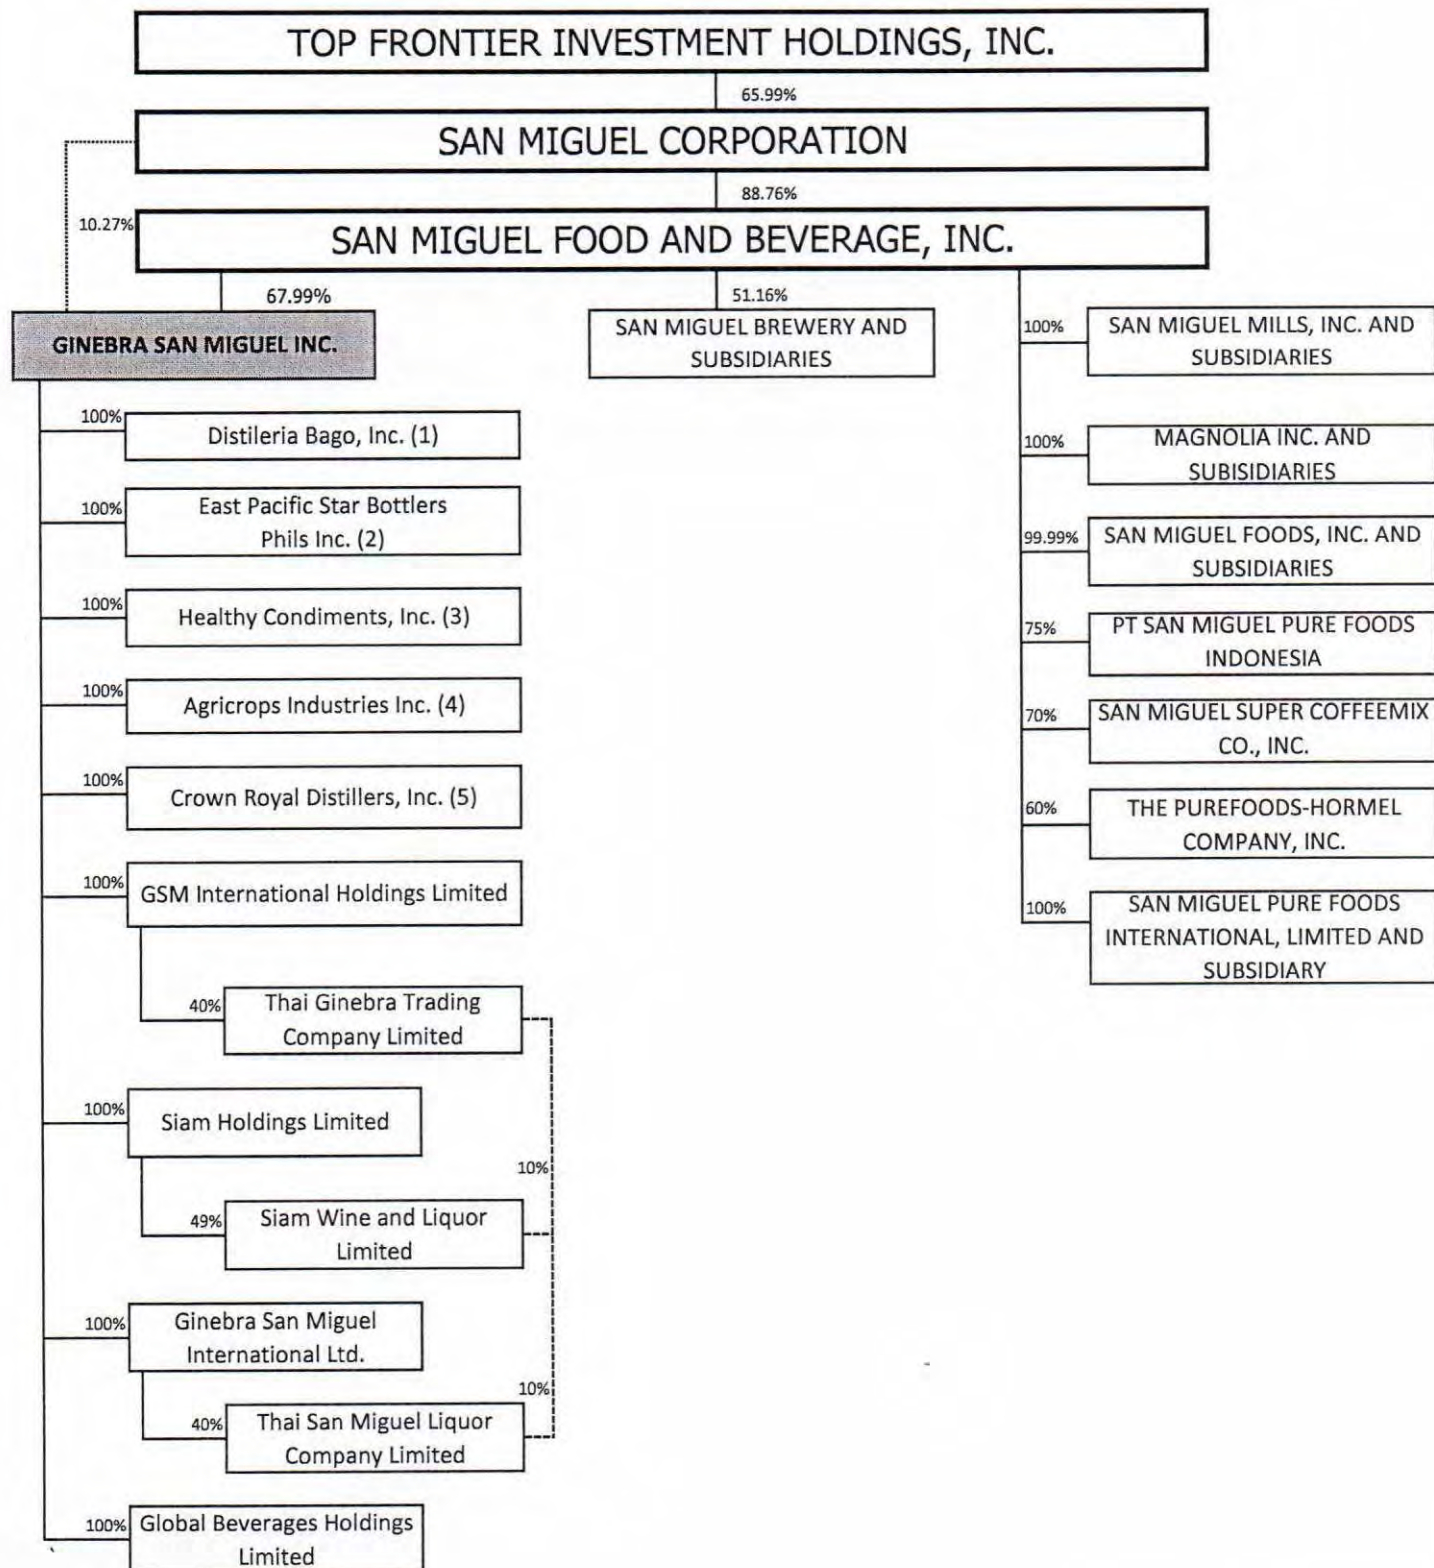 TOP FRONTIER INVESTMENT HOLDINGS, INC.
65.99%
SAN MIGUEL CORPORATION
88.76%
10.27%
SAN MIGUEL FOOD AND BEVERAGE, INC.
67.99%
51.16%
GINEBRA SAN MIGUEL INC.
SAN MIGUEL BREWERY AND
SUBSIDIARIES
100%
SAN MIGUEL MILLS, INC. AND
SUBSIDIARIES
100%
MAGNOLIA INC. AND
SUBISIDIARIES
99.99%
SAN MIGUEL FOODS, INC. AND
SUBSIDIARIES
75%
PT SAN MIGUEL PURE FOODS
INDONESIA
70%
SAN MIGUEL SUPER COFFEEMIX
CO., INC.
60%
THE PUREFOODS-HORMEL
COMPANY, INC.
100%
SAN MIGUEL PURE FOODS
INTERNATIONAL, LIMITED AND
SUBSIDIARY
100%
Distileria Bago, Inc. (1)
100%
East Pacific Star Bottlers
Phils Inc. (2)
100%
Healthy Condiments, Inc. (3)
100%
Agricrops Industries Inc. (4)
100%
Crown Royal Distillers, Inc. (5)
100%
GSM International Holdings Limited
40%
Thai Ginebra Trading
Company Limited
100%
Siam Holdings Limited
10%
49%
Siam Wine and Liquor
Limited
100%
Ginebra San Miguel
International Ltd.
10%
40%
Thai San Miguel Liquor
Company Limited
100%
Global Beverages Holdings
Limited